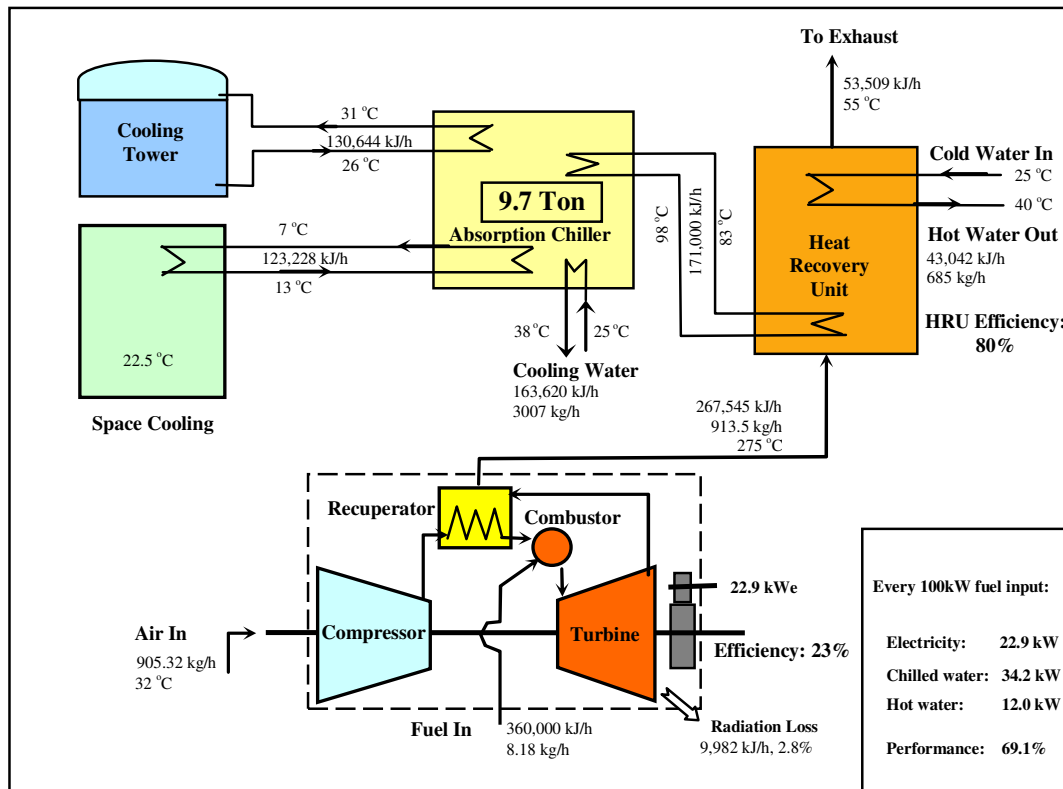 To Exhaust
53,509 kJ/h
55 °C
31 °C
130,644 kJ/h
26 °C
Cooling
Tower
Cold Water In
25 °C
40 °C
Hot Water Out
43,042 kJ/h
685 kg/h
9.7 Ton
Absorption Chiller
98 °C
171,000 kJ/h
83 °C
Heat
Recovery
Unit
HRU Efficiency:
80%
7 °C
123,228 kJ/h
13 °C
22.5 °C
Space Cooling
38 °C
25 °C
Cooling Water
163,620 kJ/h
3007 kg/h
267,545 kJ/h
913.5 kg/h
275 °C
Recuperator
Combustor
22.9 kWe
Compressor
Turbine
Efficiency: 23%
Air In
905.32 kg/h
32 °C
Fuel In
360,000 kJ/h
8.18 kg/h
Radiation Loss
9,982 kJ/h, 2.8%
Every 100kW fuel input:
Electricity: 22.9 kW
Chilled water: 34.2 kW
Hot water: 12.0 kW
Performance: 69.1%